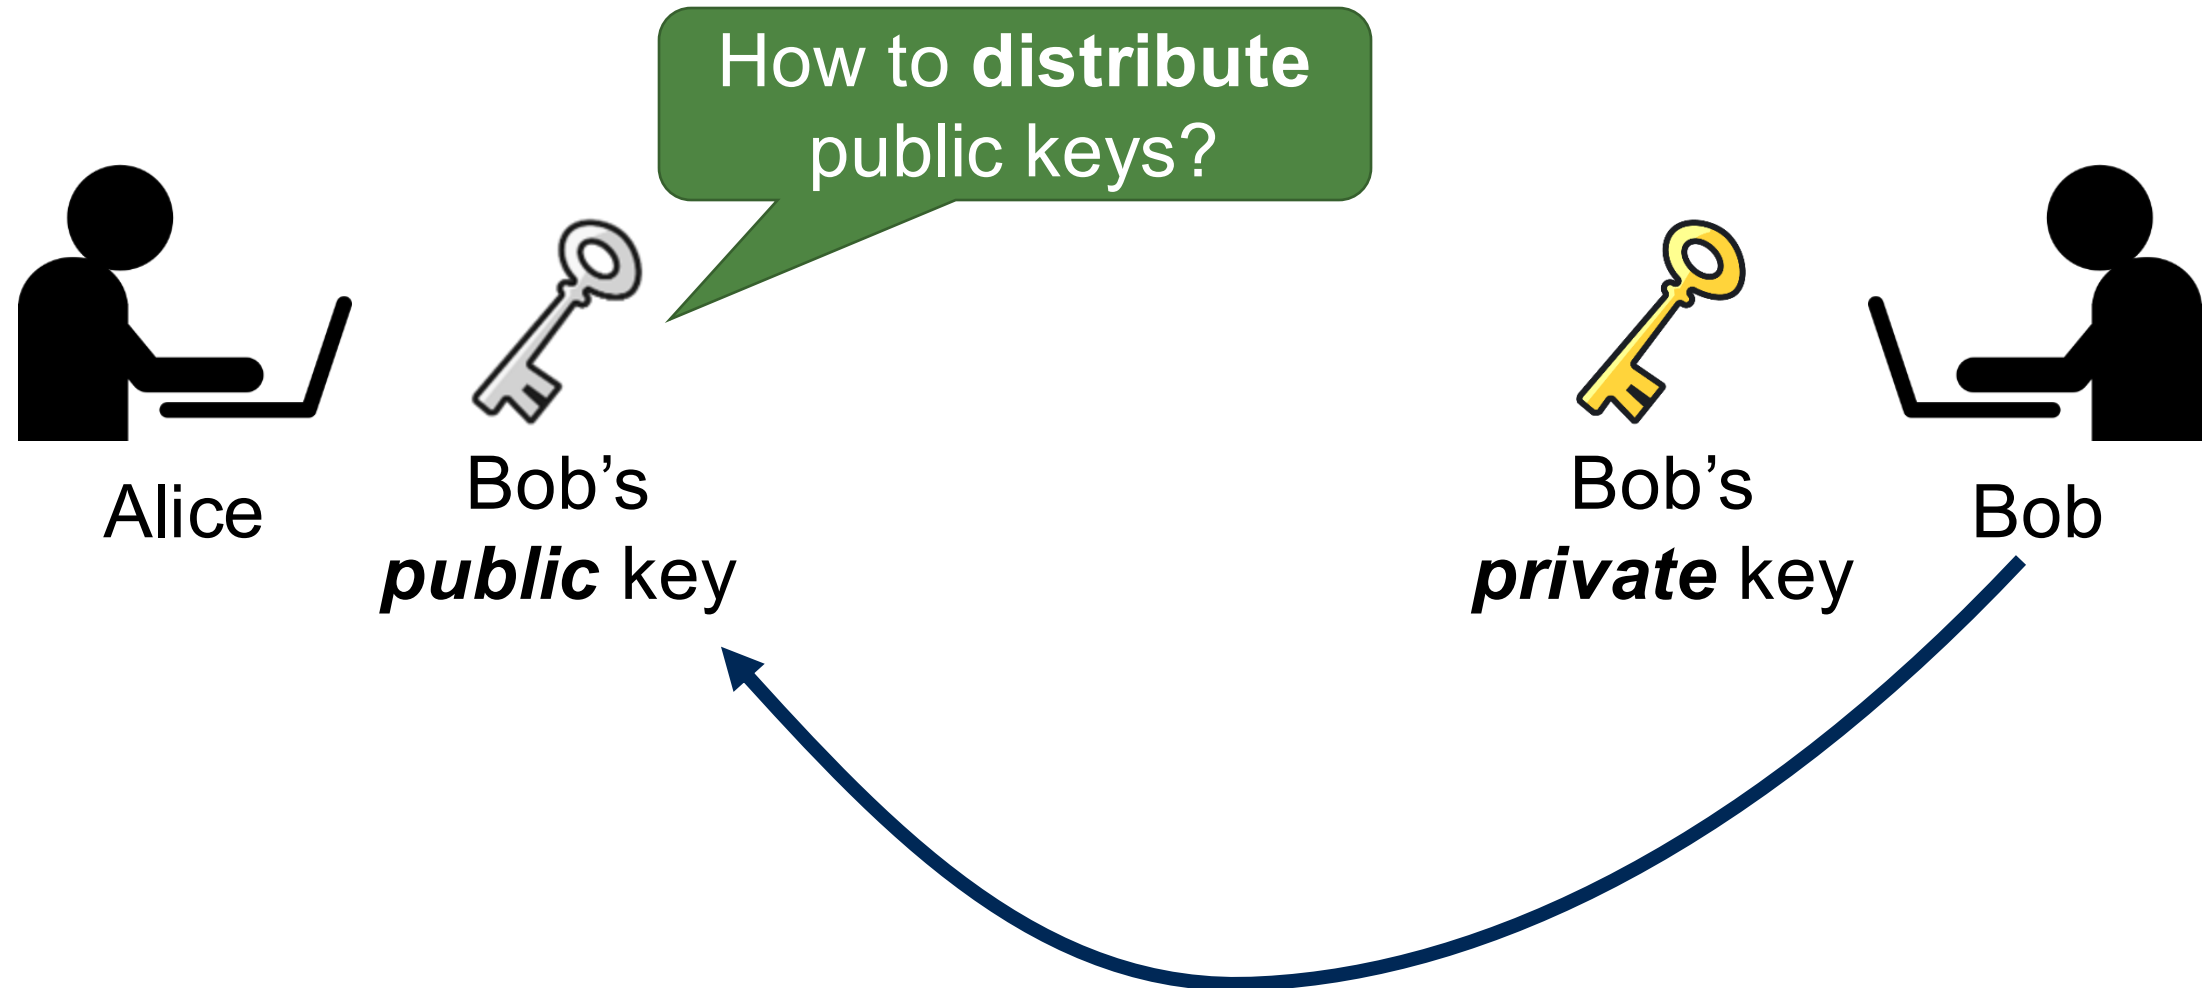 How to distribute
public keys?
Alice
Bob’s
public key
Bob’s
private key
Bob